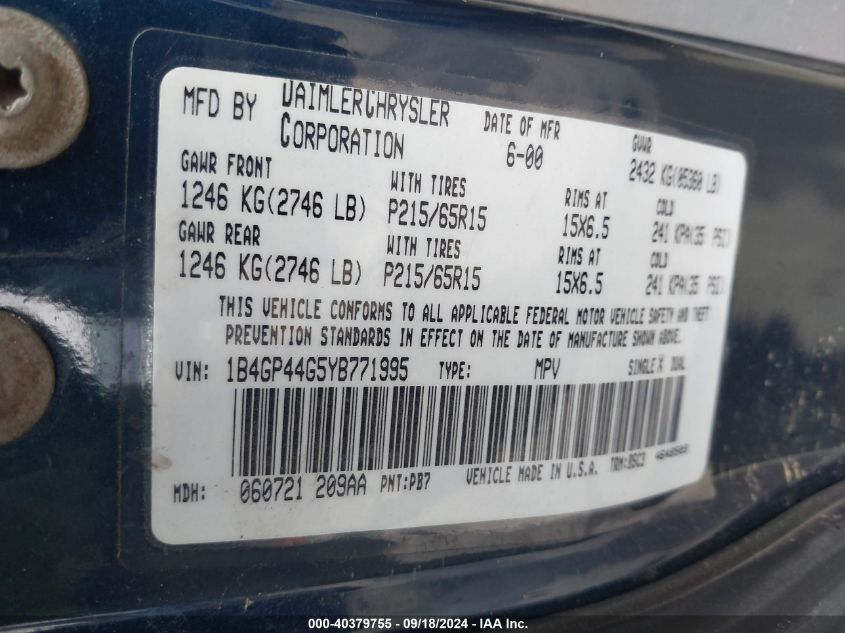 MFD BY DAIMLERCHRYSLER CORPORATION DATE OF MFR 6-00 GVWR 2432 KG(05360 LB)
GAWR FRONT WITH TIRES RIMS AT COLD
1246 KG(2746 LB) P215/65R15 15X6.5 241 KPA(35 PSI)
GAWR REAR WITH TIRES RIMS AT COLD
1246 KG(2746 LB) P215/65R15 15X6.5 241 KPA(35 PSI)
THIS VEHICLE CONFORMS TO ALL APPLICABLE FEDERAL MOTOR VEHICLE SAFETY AND THEFT
PREVENTION STANDARDS IN EFFECT ON THE DATE OF MANUFACTURE SHOWN ABOVE.
VIN: 1B4GP44G5YB771995 TYPE: MPV SINGLE X DUAL
MDH: 060721 209AA PNT:PB7 VEHICLE MADE IN U.S.A. TRM:DSC3
000-40379755 - 09/18/2024 - IAA Inc.